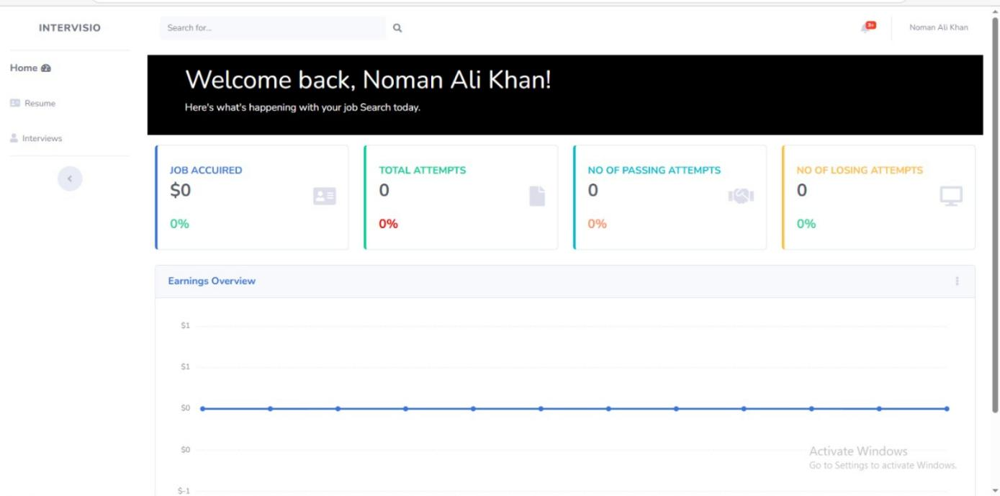 INTERVISIO
Search for...
3+
Noman Ali Khan
Home
Resume
Interviews
Welcome back, Noman Ali Khan!
Here's what's happening with your job Search today.
JOB ACCUIRED
$0
0%
TOTAL ATTEMPTS
0
0%
NO OF PASSING ATTEMPTS
0
0%
NO OF LOSING ATTEMPTS
0
0%
Earnings Overview
$1
$1
$0
$0
$-1
Activate Windows
Go to Settings to activate Windows.